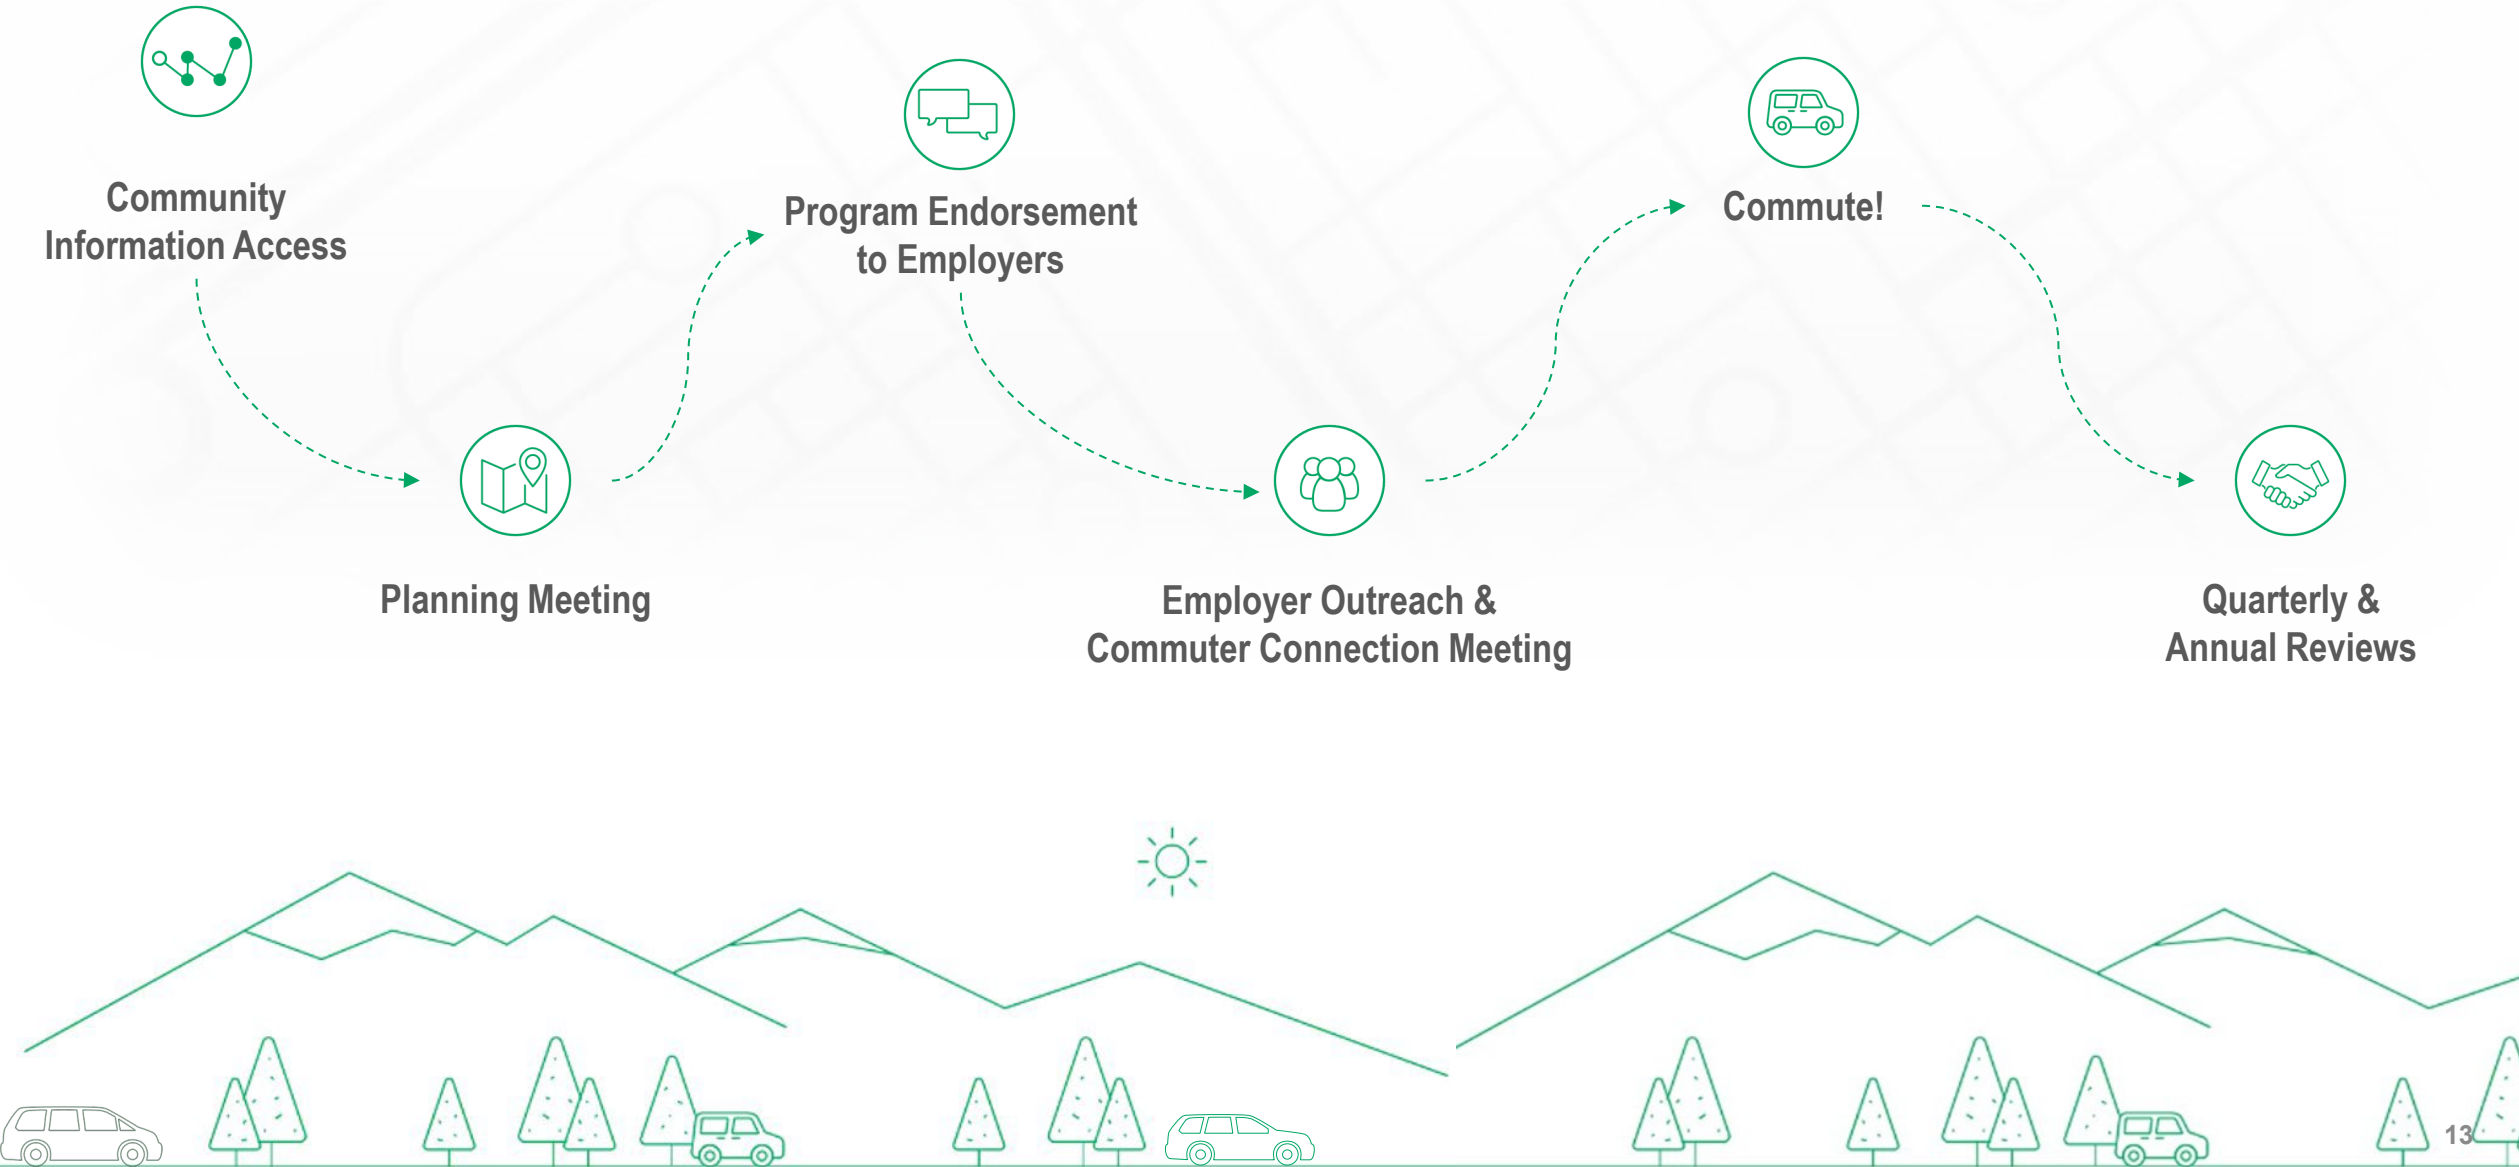 Community
Information Access
Planning Meeting
Program Endorsement
to Employers
Employer Outreach &
Commuter Connection Meeting
Commute!
Quarterly &
Annual Reviews
13